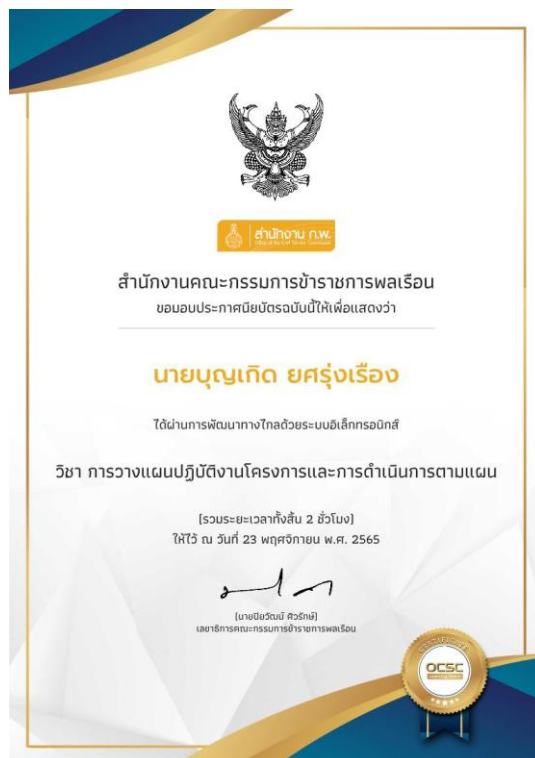 สำนักงาน ก.พ.
Office of the Civil Service Commission
สำนักงานคณะกรรมการข้าราชการพลเรือน
ขอมอบประกาศนียบัตรฉบับนี้ให้เพื่อแสดงว่า
นายบุญเกิด ยศรุ่งเรือง
ได้ผ่านการพัฒนาทางไกลด้วยระบบอิเล็กทรอนิกส์
วิชา การวางแผนปฏิบัติงานโครงการและการดำเนินการตามแผน
(รวมระยะเวลาทั้งสิ้น 2 ชั่วโมง)
ให้ไว้ ณ วันที่ 23 พฤศจิกายน พ.ศ. 2565
(นายปิยวัฒน์ ศิวรักษ์)
เลขาธิการคณะกรรมการข้าราชการพลเรือน
CERTIFICATE
OCSC